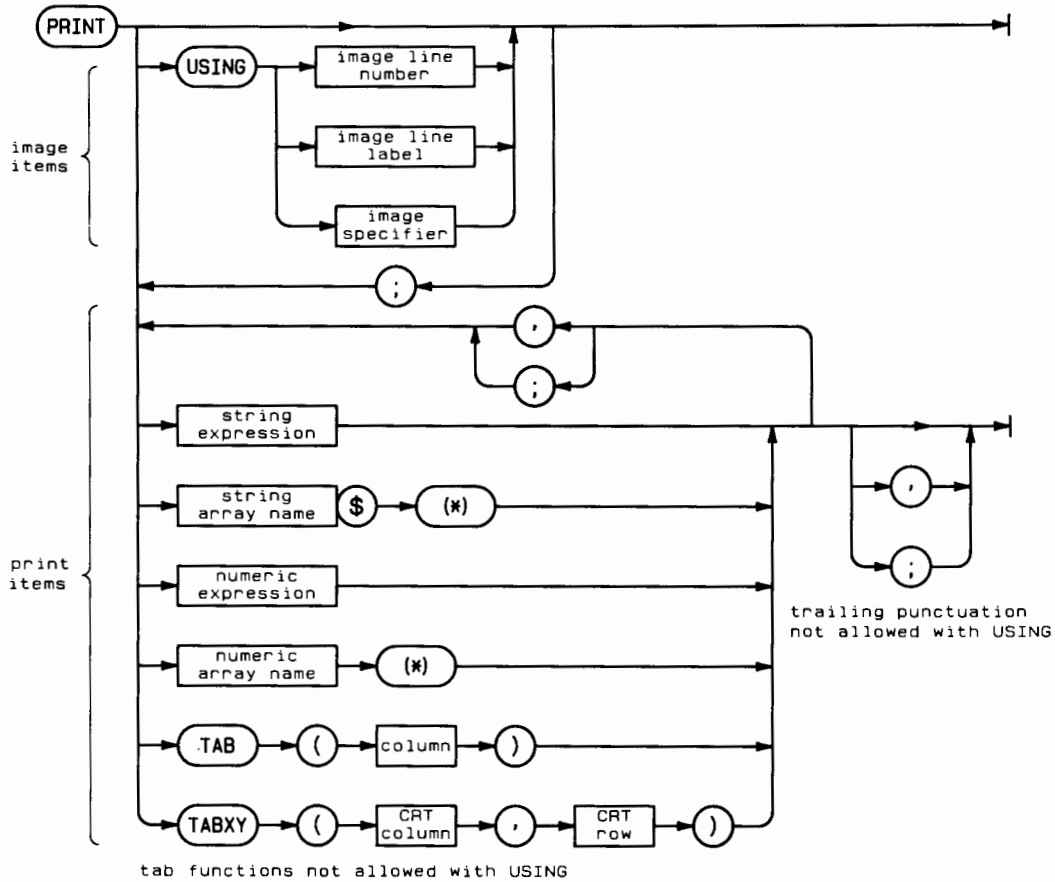 PRINT
USING
image line
number
image
items
image line
label
image
specifier
;
,
;
string
expression
string
array name
$
(*)
,
print
items
numeric
expression
;
trailing punctuation
not allowed with USING
numeric
array name
(*)
TAB
(
column
)
TABXY
(
CRT
column
,
CRT
row
)
tab functions not allowed with USING